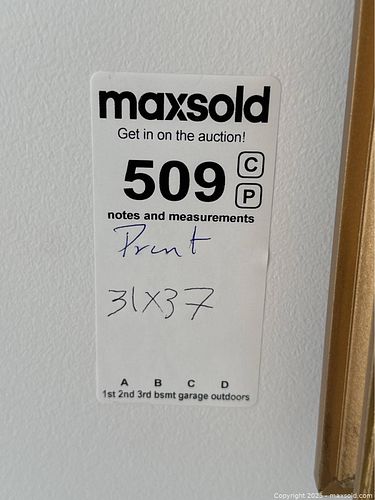 maxsold
Get in on the auction!
509 C
P
notes and measurements
Print
31x37
A B C D
1st 2nd 3rd bsmt garage outdoors
Copyright 2025 - maxsold.com